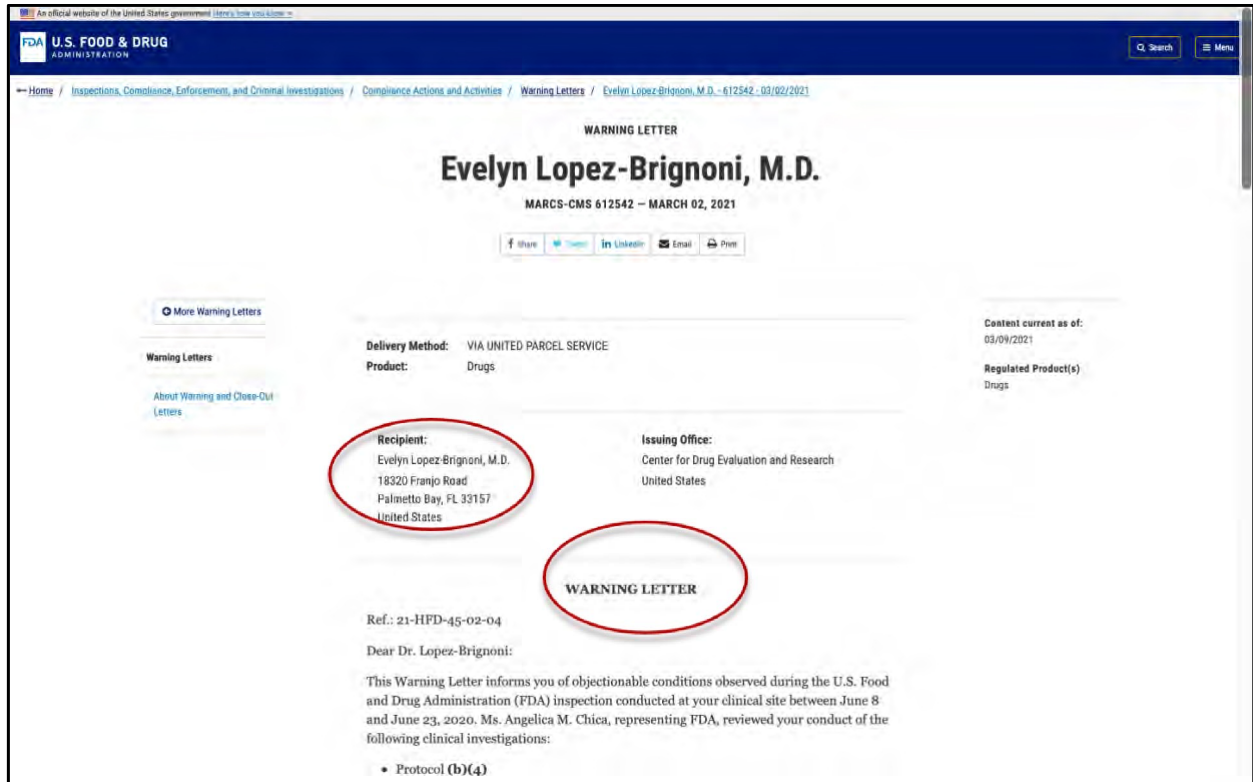 An official website of the United States government Here's how you know
FDA U.S. FOOD & DRUG
ADMINISTRATION
Search
Menu
Home / Inspections, Compliance, Enforcement, and Criminal Investigations / Compliance Actions and Activities / Warning Letters / Evelyn Lopez-Brignoni, M.D. - 612542 - 03/02/2021
WARNING LETTER
Evelyn Lopez-Brignoni, M.D.
MARCS-CMS 612542 — MARCH 02, 2021
Share Tweet Linkedin Email Print
More Warning Letters
Warning Letters
About Warning and Close-Out
Letters
Delivery Method: VIA UNITED PARCEL SERVICE
Product: Drugs
Content current as of:
03/09/2021
Regulated Product(s)
Drugs
Recipient:
Evelyn Lopez-Brignoni, M.D.
18320 Franjo Road
Palmetto Bay, FL 33157
United States
Issuing Office:
Center for Drug Evaluation and Research
United States
WARNING LETTER
Ref.: 21-HFD-45-02-04
Dear Dr. Lopez-Brignoni:
This Warning Letter informs you of objectionable conditions observed during the U.S. Food
and Drug Administration (FDA) inspection conducted at your clinical site between June 8
and June 23, 2020. Ms. Angelica M. Chica, representing FDA, reviewed your conduct of the
following clinical investigations:
• Protocol (b)(4)